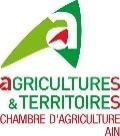 aGRICULTURES
& TERRITOIRES
CHAMBRE D'AGRICULTURE
AIN